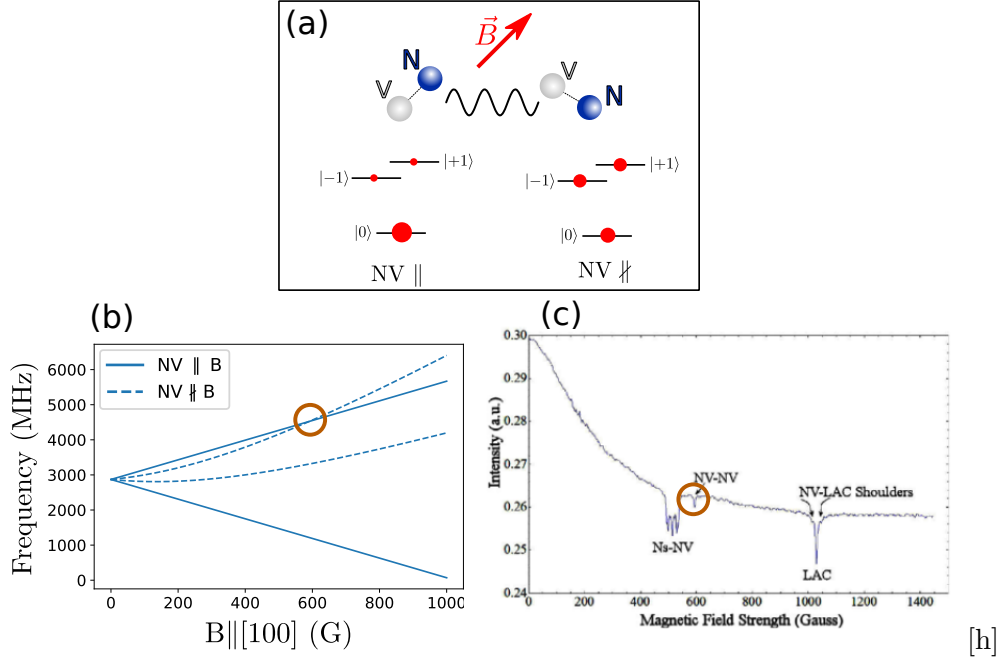 (a)
B
N
V
V
N
|+1⟩
|−1⟩
|0⟩
NV ∥
|+1⟩
|−1⟩
|0⟩
NV ∦
(b)
NV ∥ B
NV ∦ B
Frequency (MHz)
6000
5000
4000
3000
2000
1000
0
0 200 400 600 800 1000
B∥[100] (G)
(c)
0.30
0.29
0.28
0.27
0.26
0.25
0.24
Intensity (a.u.)
NV-NV
NV-LAC Shoulders
Ns-NV
LAC
0 200 400 600 800 1000 1200 1400
Magnetic Field Strength (Gauss)
[h]